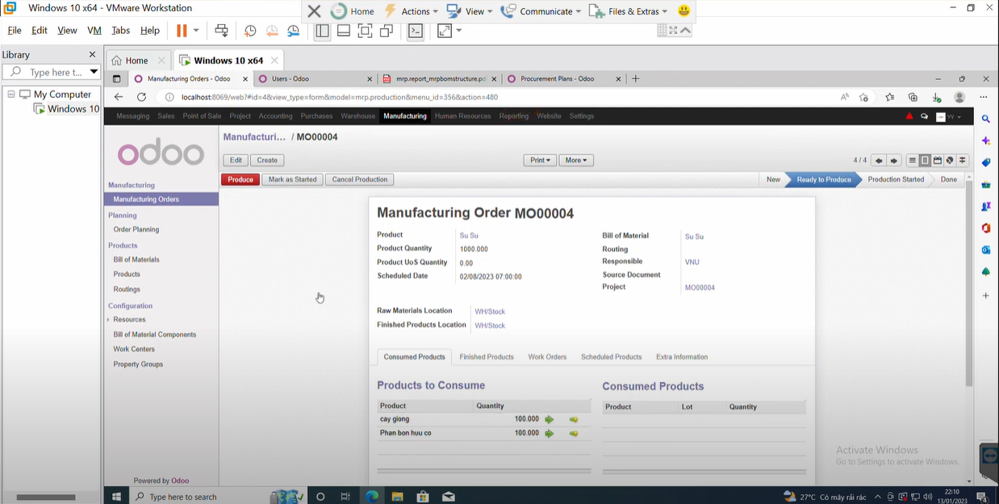 Windows 10 x64 - VMware Workstation
Home Actions View Communicate Files & Extras
File Edit View VM Tabs Help
Library
Type here t...
My Computer
Windows 10
Home Windows 10 x64
Manufacturing Orders - Odoo Users - Odoo mrp.report_mrpbomstructure.pd Procurement Plans - Odoo
localhost:8069/web?#id=4&view_type=form&model=mrp.production&menu_id=356&action=480
Messaging Sales Point of Sale Project Accounting Purchases Warehouse Manufacturing Human Resources Reporting Website Settings VV
odoo
Manufacturi... / MO00004
Edit Create Print More 4 / 4
Produce Mark as Started Cancel Production New Ready to Produce Production Started Done
Manufacturing
Manufacturing Orders
Planning
Order Planning
Products
Bill of Materials
Products
Routings
Configuration
Resources
Bill of Material Components
Work Centers
Property Groups
Powered by Odoo
Manufacturing Order MO00004
Product Su Su
Product Quantity 1000.000
Product UoS Quantity 0.00
Scheduled Date 02/08/2023 07:00:00
Bill of Material Su Su
Routing
Responsible VNU
Source Document
Project MO00004
Raw Materials Location WH/Stock
Finished Products Location WH/Stock
Consumed Products Finished Products Work Orders Scheduled Products Extra Information
Products to Consume
Product Quantity
cay giong 100.000
Phan bon huu co 100.000
Consumed Products
Product Lot Quantity
Activate Windows
Go to Settings to activate Windows.
Type here to search
27°C Có mây rải rác
22:10
13/01/2023
4